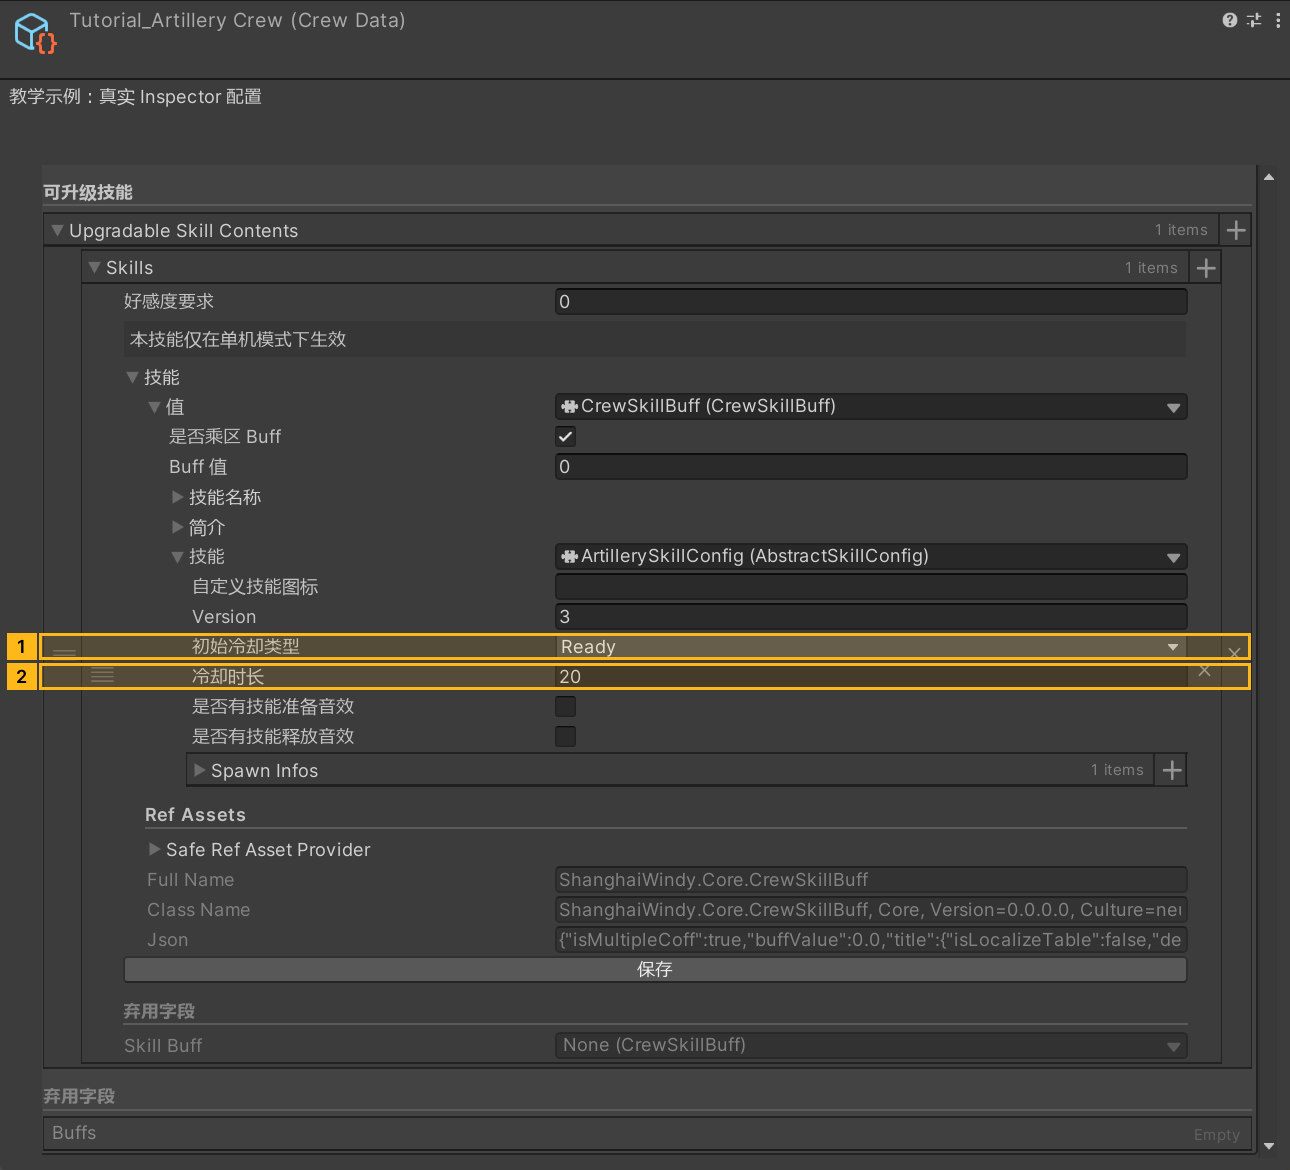 Tutorial_Artillery Crew (Crew Data)
教学示例：真实 Inspector 配置
可升级技能
Upgradable Skill Contents 1 items
Skills 1 items
好感度要求 0
本技能仅在单机模式下生效
技能
值 CrewSkillBuff (CrewSkillBuff)
是否乘区 Buff
Buff 值 0
技能名称
简介
技能 ArtillerySkillConfig (AbstractSkillConfig)
自定义技能图标
Version 3
1 初始冷却类型 Ready
2 冷却时长 20
是否有技能准备音效
是否有技能释放音效
Spawn Infos 1 items
Ref Assets
Safe Ref Asset Provider
Full Name ShanghaiWindy.Core.CrewSkillBuff
Class Name ShanghaiWindy.Core.CrewSkillBuff, Core, Version=0.0.0.0, Culture=neu
Json {"isMultipleCoff":true,"buffValue":0.0,"title":{"isLocalizeTable":false,"de
保存
弃用字段
Skill Buff None (CrewSkillBuff)
弃用字段
Buffs Empty